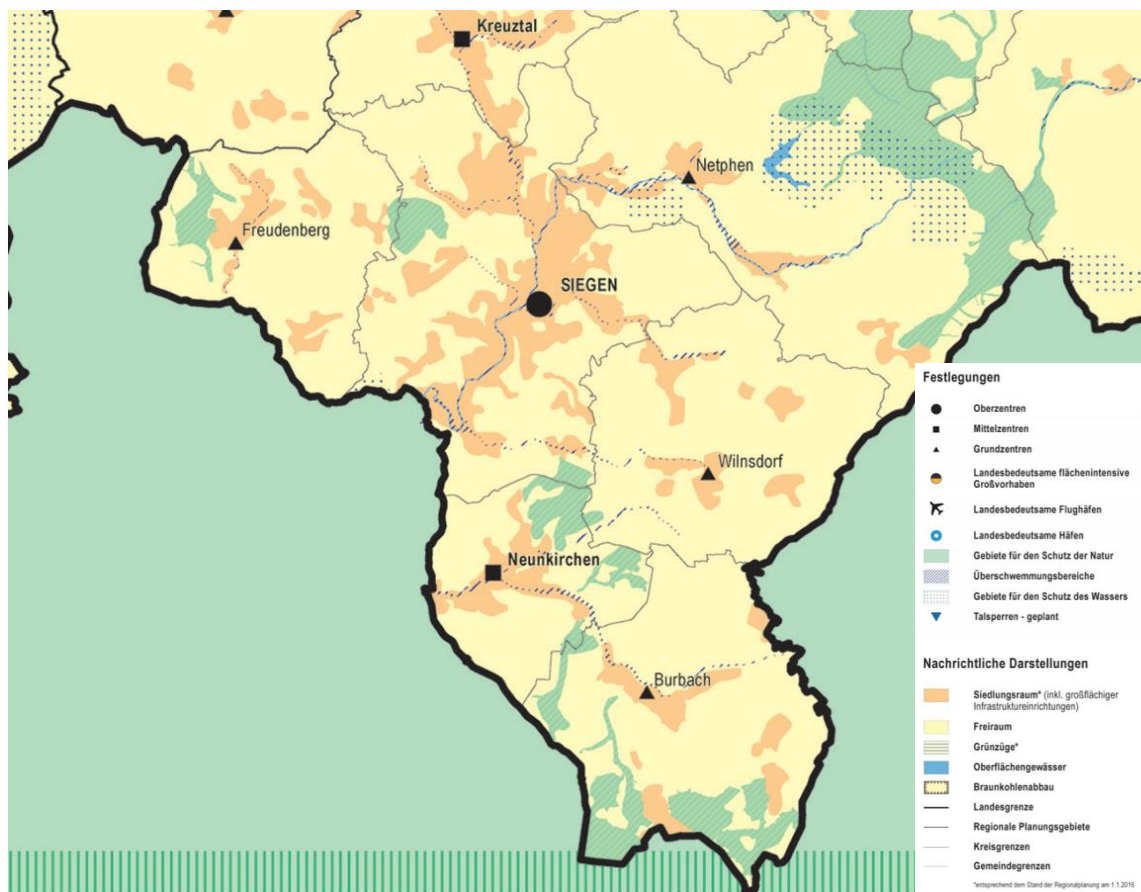 Kreuztal
Netphen
Freudenberg
SIEGEN
Wilnsdorf
Neunkirchen
Burbach
Festlegungen
Oberzentren
Mittelzentren
Grundzentren
Landesbedeutsame flächenintensive
Großvorhaben
Landesbedeutsame Flughäfen
Landesbedeutsame Häfen
Gebiete für den Schutz der Natur
Überschwemmungsbereiche
Gebiete für den Schutz des Wassers
Talsperren - geplant
Nachrichtliche Darstellungen
Siedlungsraum* (inkl. großflächiger
Infrastruktureinrichtungen)
Freiraum
Grünzüge*
Oberflächengewässer
Braunkohlenabbau
Landesgrenze
Regionale Planungsgebiete
Kreisgrenzen
Gemeindegrenzen
*entsprechend dem Stand der Regionalplanung am 1.1.2016